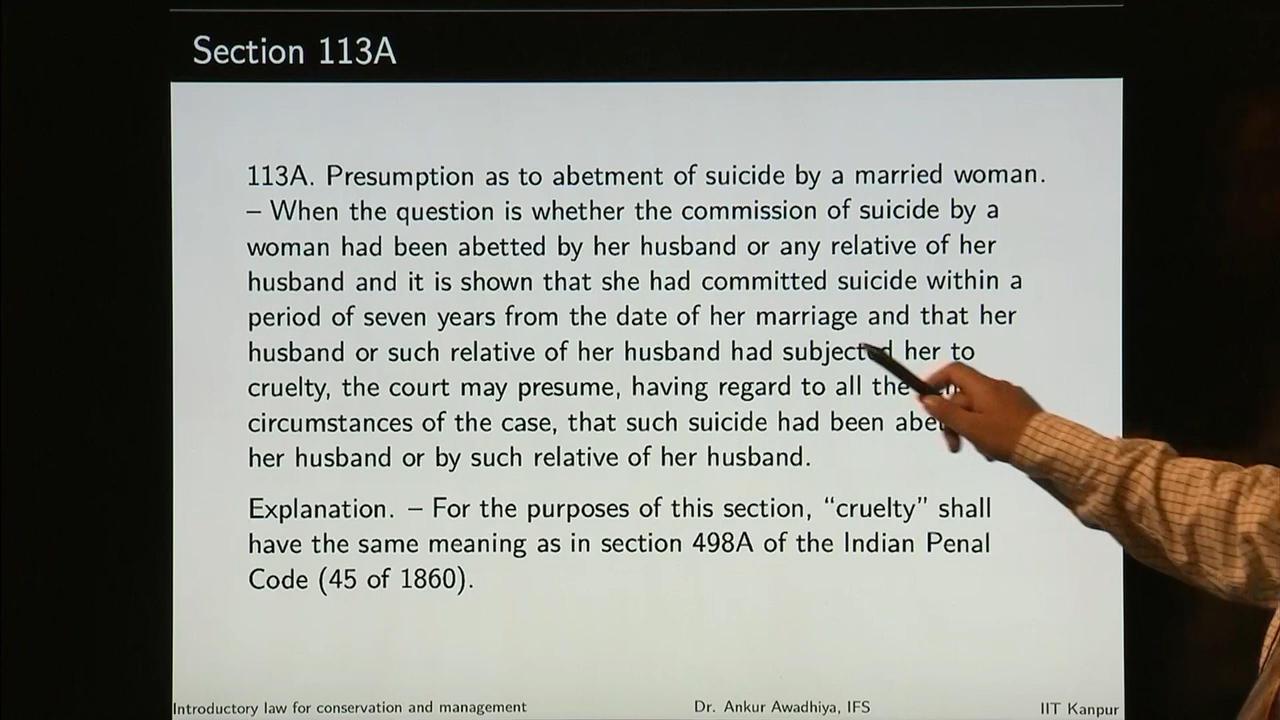 Section 113A
113A. Presumption as to abetment of suicide by a married woman.
– When the question is whether the commission of suicide by a
woman had been abetted by her husband or any relative of her
husband and it is shown that she had committed suicide within a
period of seven years from the date of her marriage and that her
husband or such relative of her husband had subjected her to
cruelty, the court may presume, having regard to all the
circumstances of the case, that such suicide had been
her husband or by such relative of her husband.
Explanation. – For the purposes of this section, “cruelty” shall
have the same meaning as in section 498A of the Indian Penal
Code (45 of 1860).
Introductory law for conservation and management
Dr. Ankur Awadhiya, IFS
IIT Kanpur